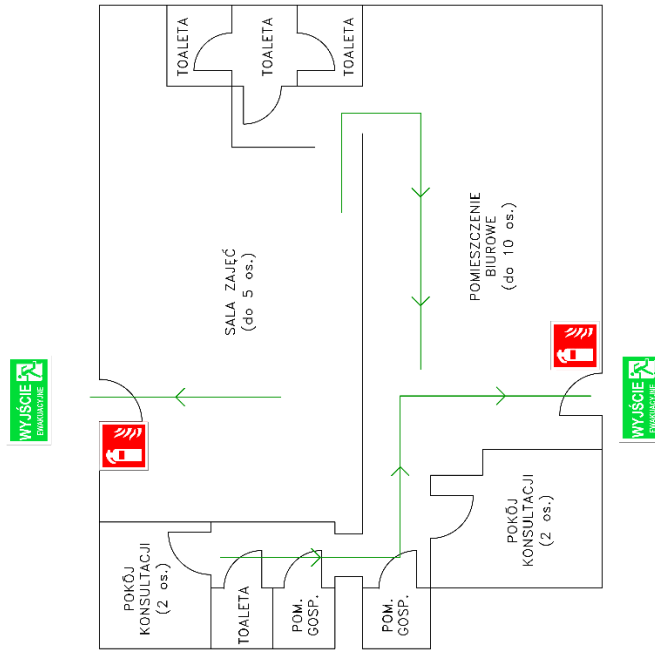 TOALETA
TOALETA
TOALETA
SALA ZAJĘĆ
(do 5 os.)
POMIESZCZENIE
BIUROWE
(do 10 os.)
WYJŚCIE
EWAKUACYJNE
WYJŚCIE
EWAKUACYJNE
POKÓJ
KONSULTACJI
(2 os.)
TOALETA
POM.
GOSP.
POM.
GOSP.
POKÓJ
KONSULTACJI
(2 os.)